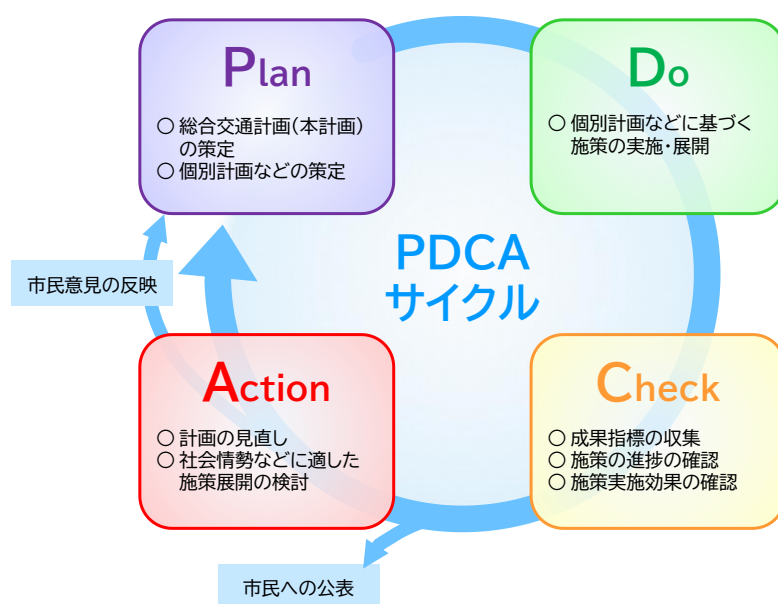 Plan
○ 総合交通計画(本計画)
の策定
○ 個別計画などの策定
Do
○ 個別計画などに基づく
施策の実施・展開
PDCA
サイクル
市民意見の反映
Action
○ 計画の見直し
○ 社会情勢などに適した
施策展開の検討
Check
○ 成果指標の収集
○ 施策の進捗の確認
○ 施策実施効果の確認
市民への公表